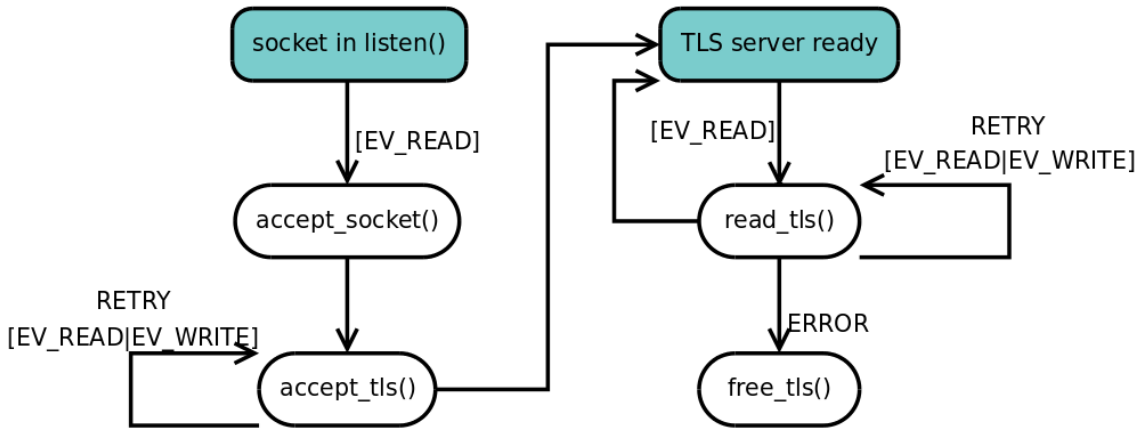 socket in listen()
TLS server ready
[EV_READ]
[EV_READ]
RETRY
[EV_READ|EV_WRITE]
accept_socket()
read_tls()
RETRY
[EV_READ|EV_WRITE]
ERROR
accept_tls()
free_tls()